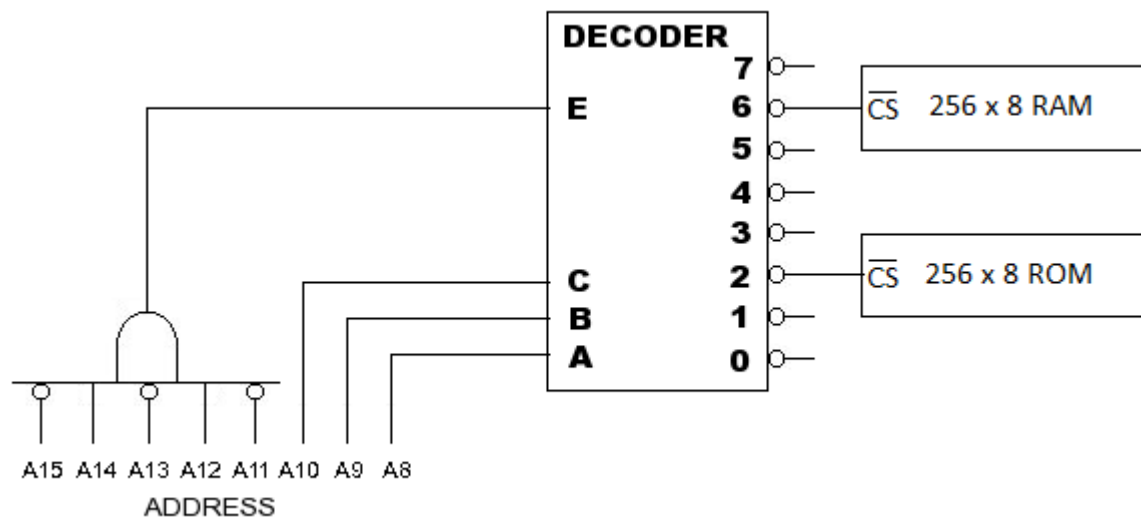 DECODER
7
E
6
CS 256 x 8 RAM
5
4
3
C
2
CS 256 x 8 ROM
B
1
A
0
A15 A14 A13 A12 A11 A10 A9 A8
ADDRESS